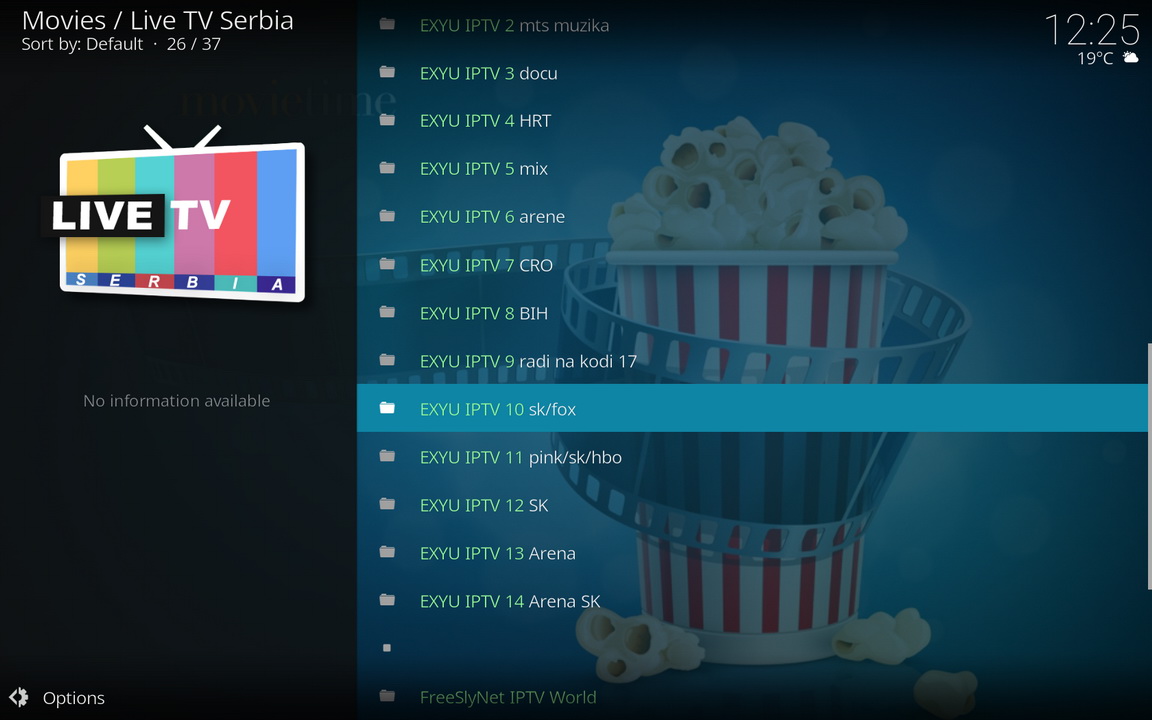 Movies / Live TV Serbia
Sort by: Default · 26 / 37
12:25
19°C
movietime
LIVE TV
SERBIA
No information available
EXYU IPTV 2 mts muzika
EXYU IPTV 3 docu
EXYU IPTV 4 HRT
EXYU IPTV 5 mix
EXYU IPTV 6 arene
EXYU IPTV 7 CRO
EXYU IPTV 8 BIH
EXYU IPTV 9 radi na kodi 17
EXYU IPTV 10 sk/fox
EXYU IPTV 11 pink/sk/hbo
EXYU IPTV 12 SK
EXYU IPTV 13 Arena
EXYU IPTV 14 Arena SK
FreeSlyNet IPTV World
Options